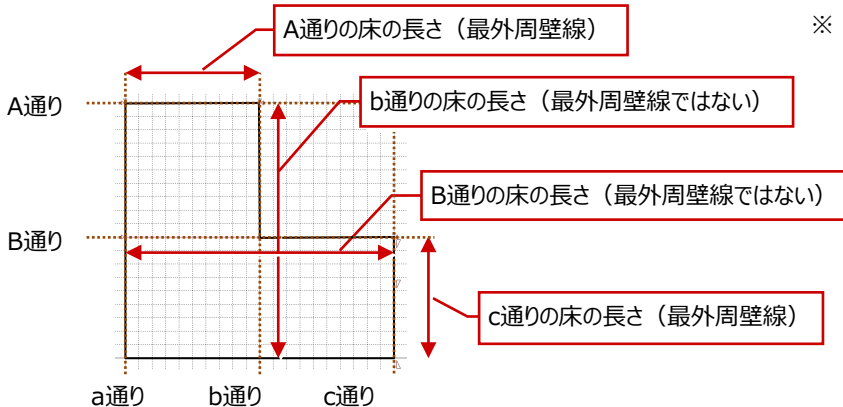 A通りの床の長さ（最外周壁線）
※
A通り
b通りの床の長さ（最外周壁線ではない）
B通りの床の長さ（最外周壁線ではない）
B通り
c通りの床の長さ（最外周壁線）
a通り
b通り
c通り